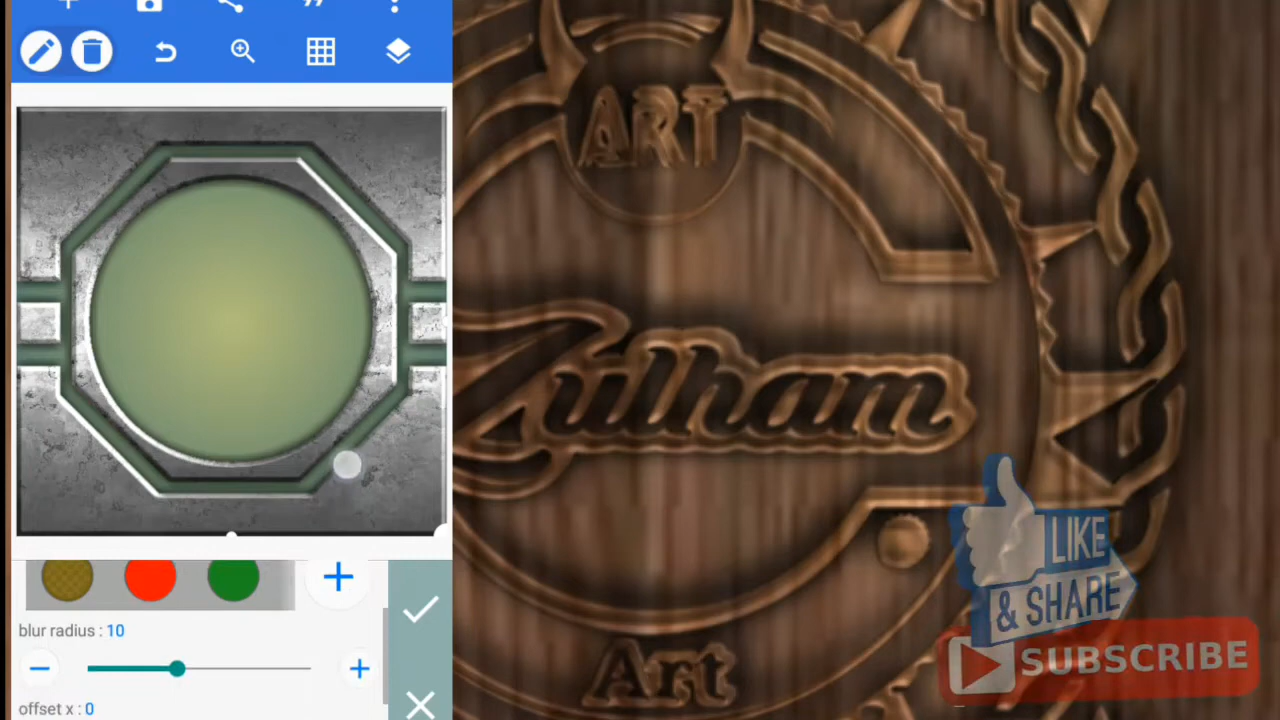 ART
Zulham
Art
LIKE
& SHARE
SUBSCRIBE
blur radius : 10
offset x : 0